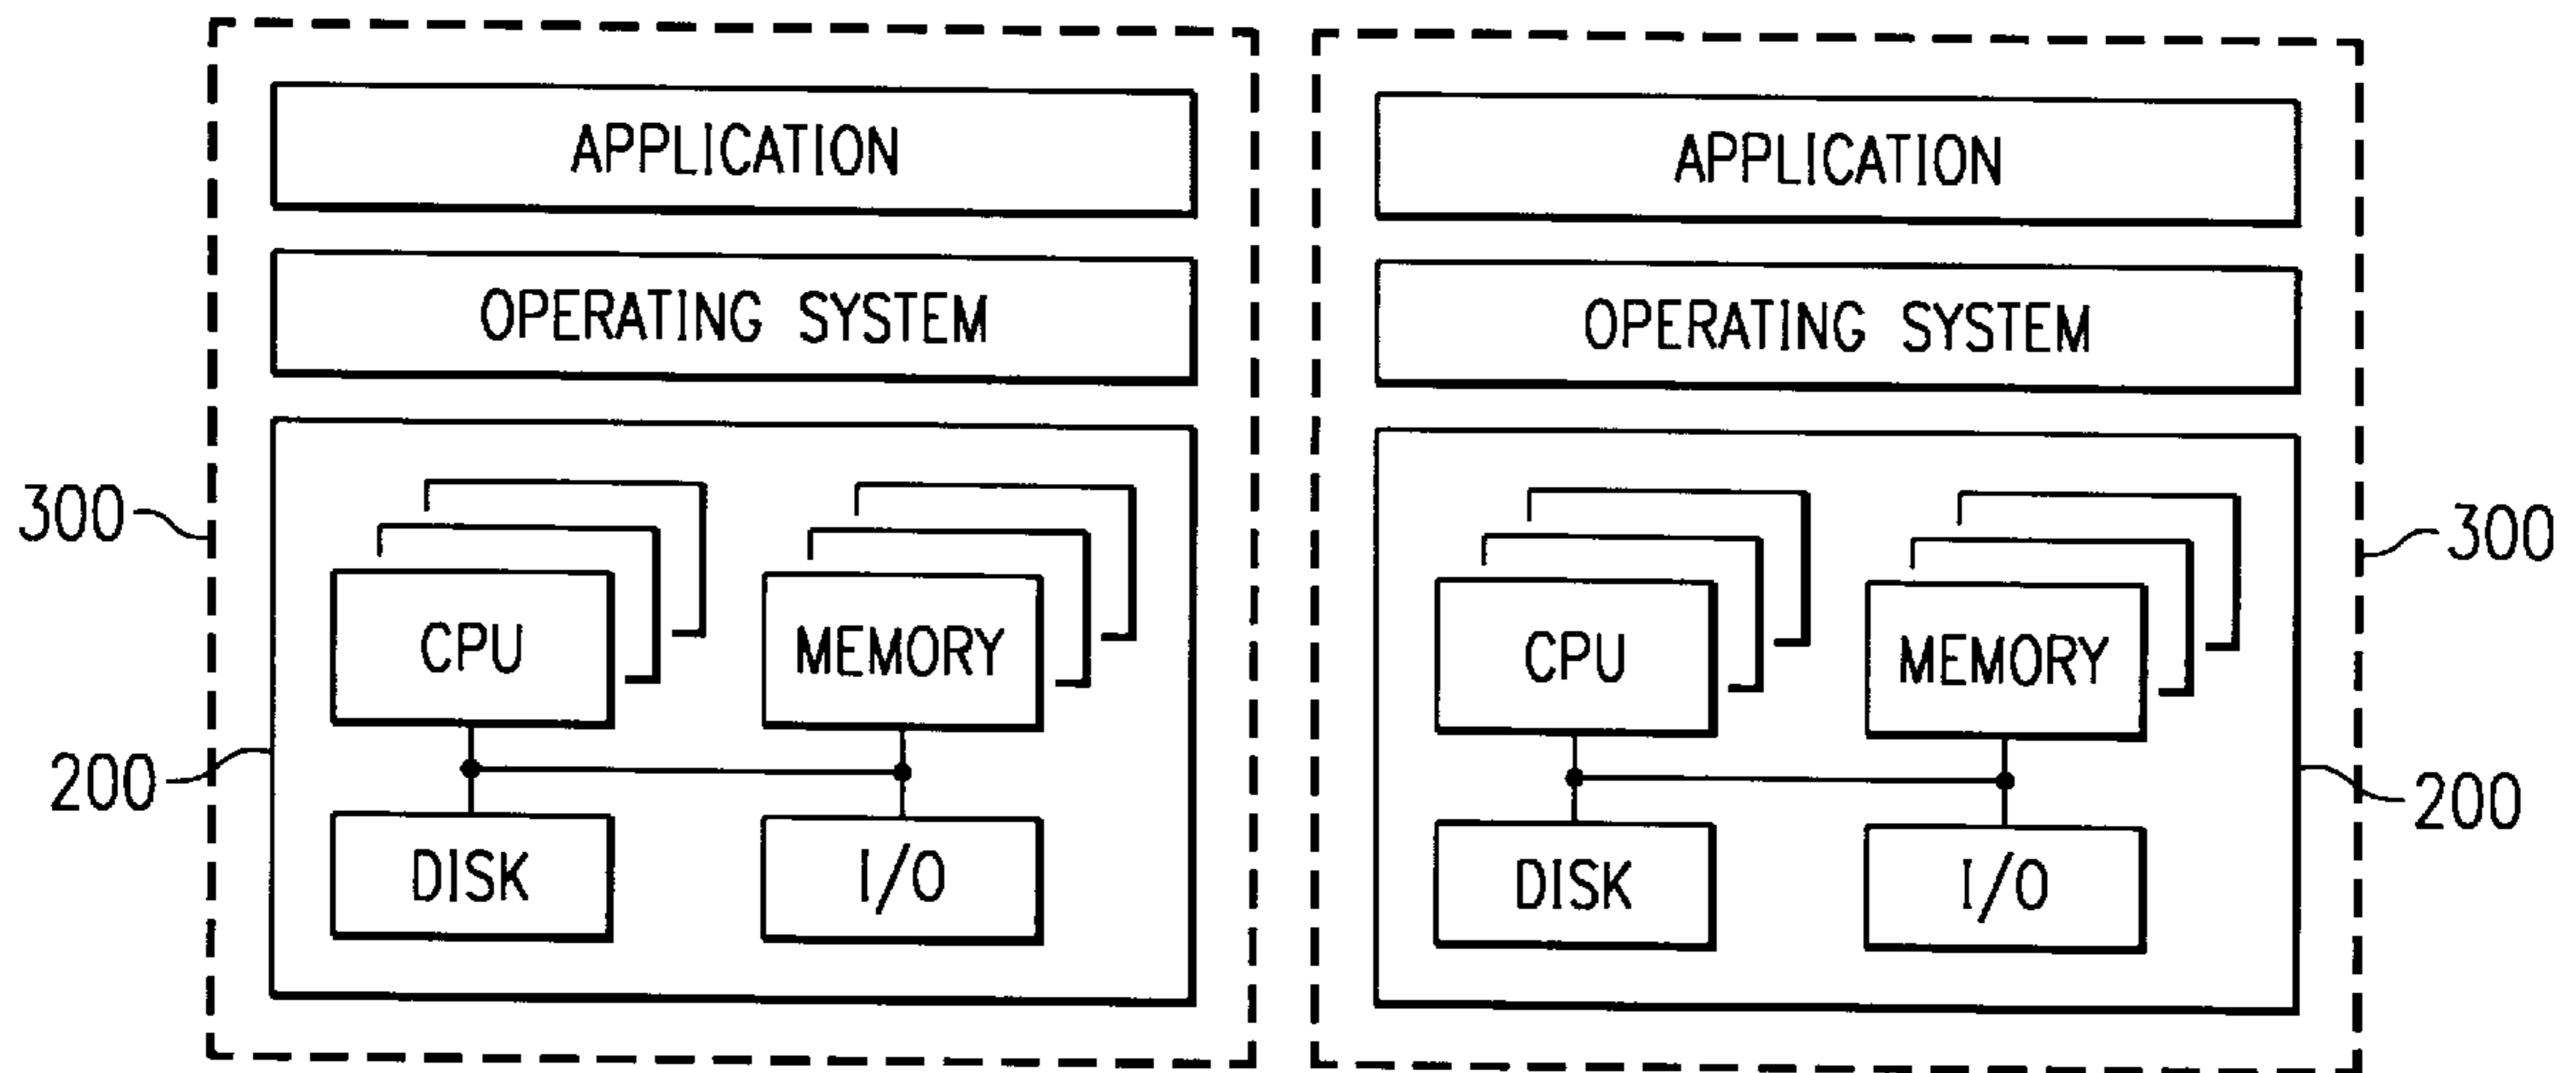 APPLICATION
OPERATING SYSTEM
300
CPU
MEMORY
200
DISK
I/O
APPLICATION
OPERATING SYSTEM
300
CPU
MEMORY
200
DISK
I/O